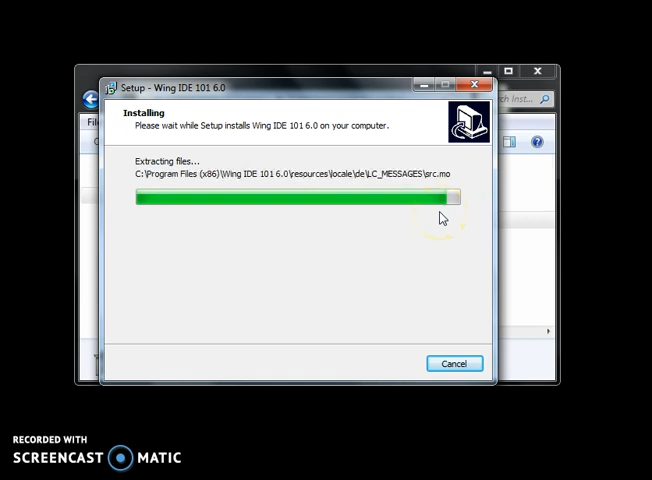 Setup - Wing IDE 101 6.0
Installing
Please wait while Setup installs Wing IDE 101 6.0 on your computer.
Extracting files...
C:\Program Files (x86)\Wing IDE 101 6.0\resources\locale\de\LC_MESSAGES\src.mo
Cancel
RECORDED WITH
SCREENCAST MATIC